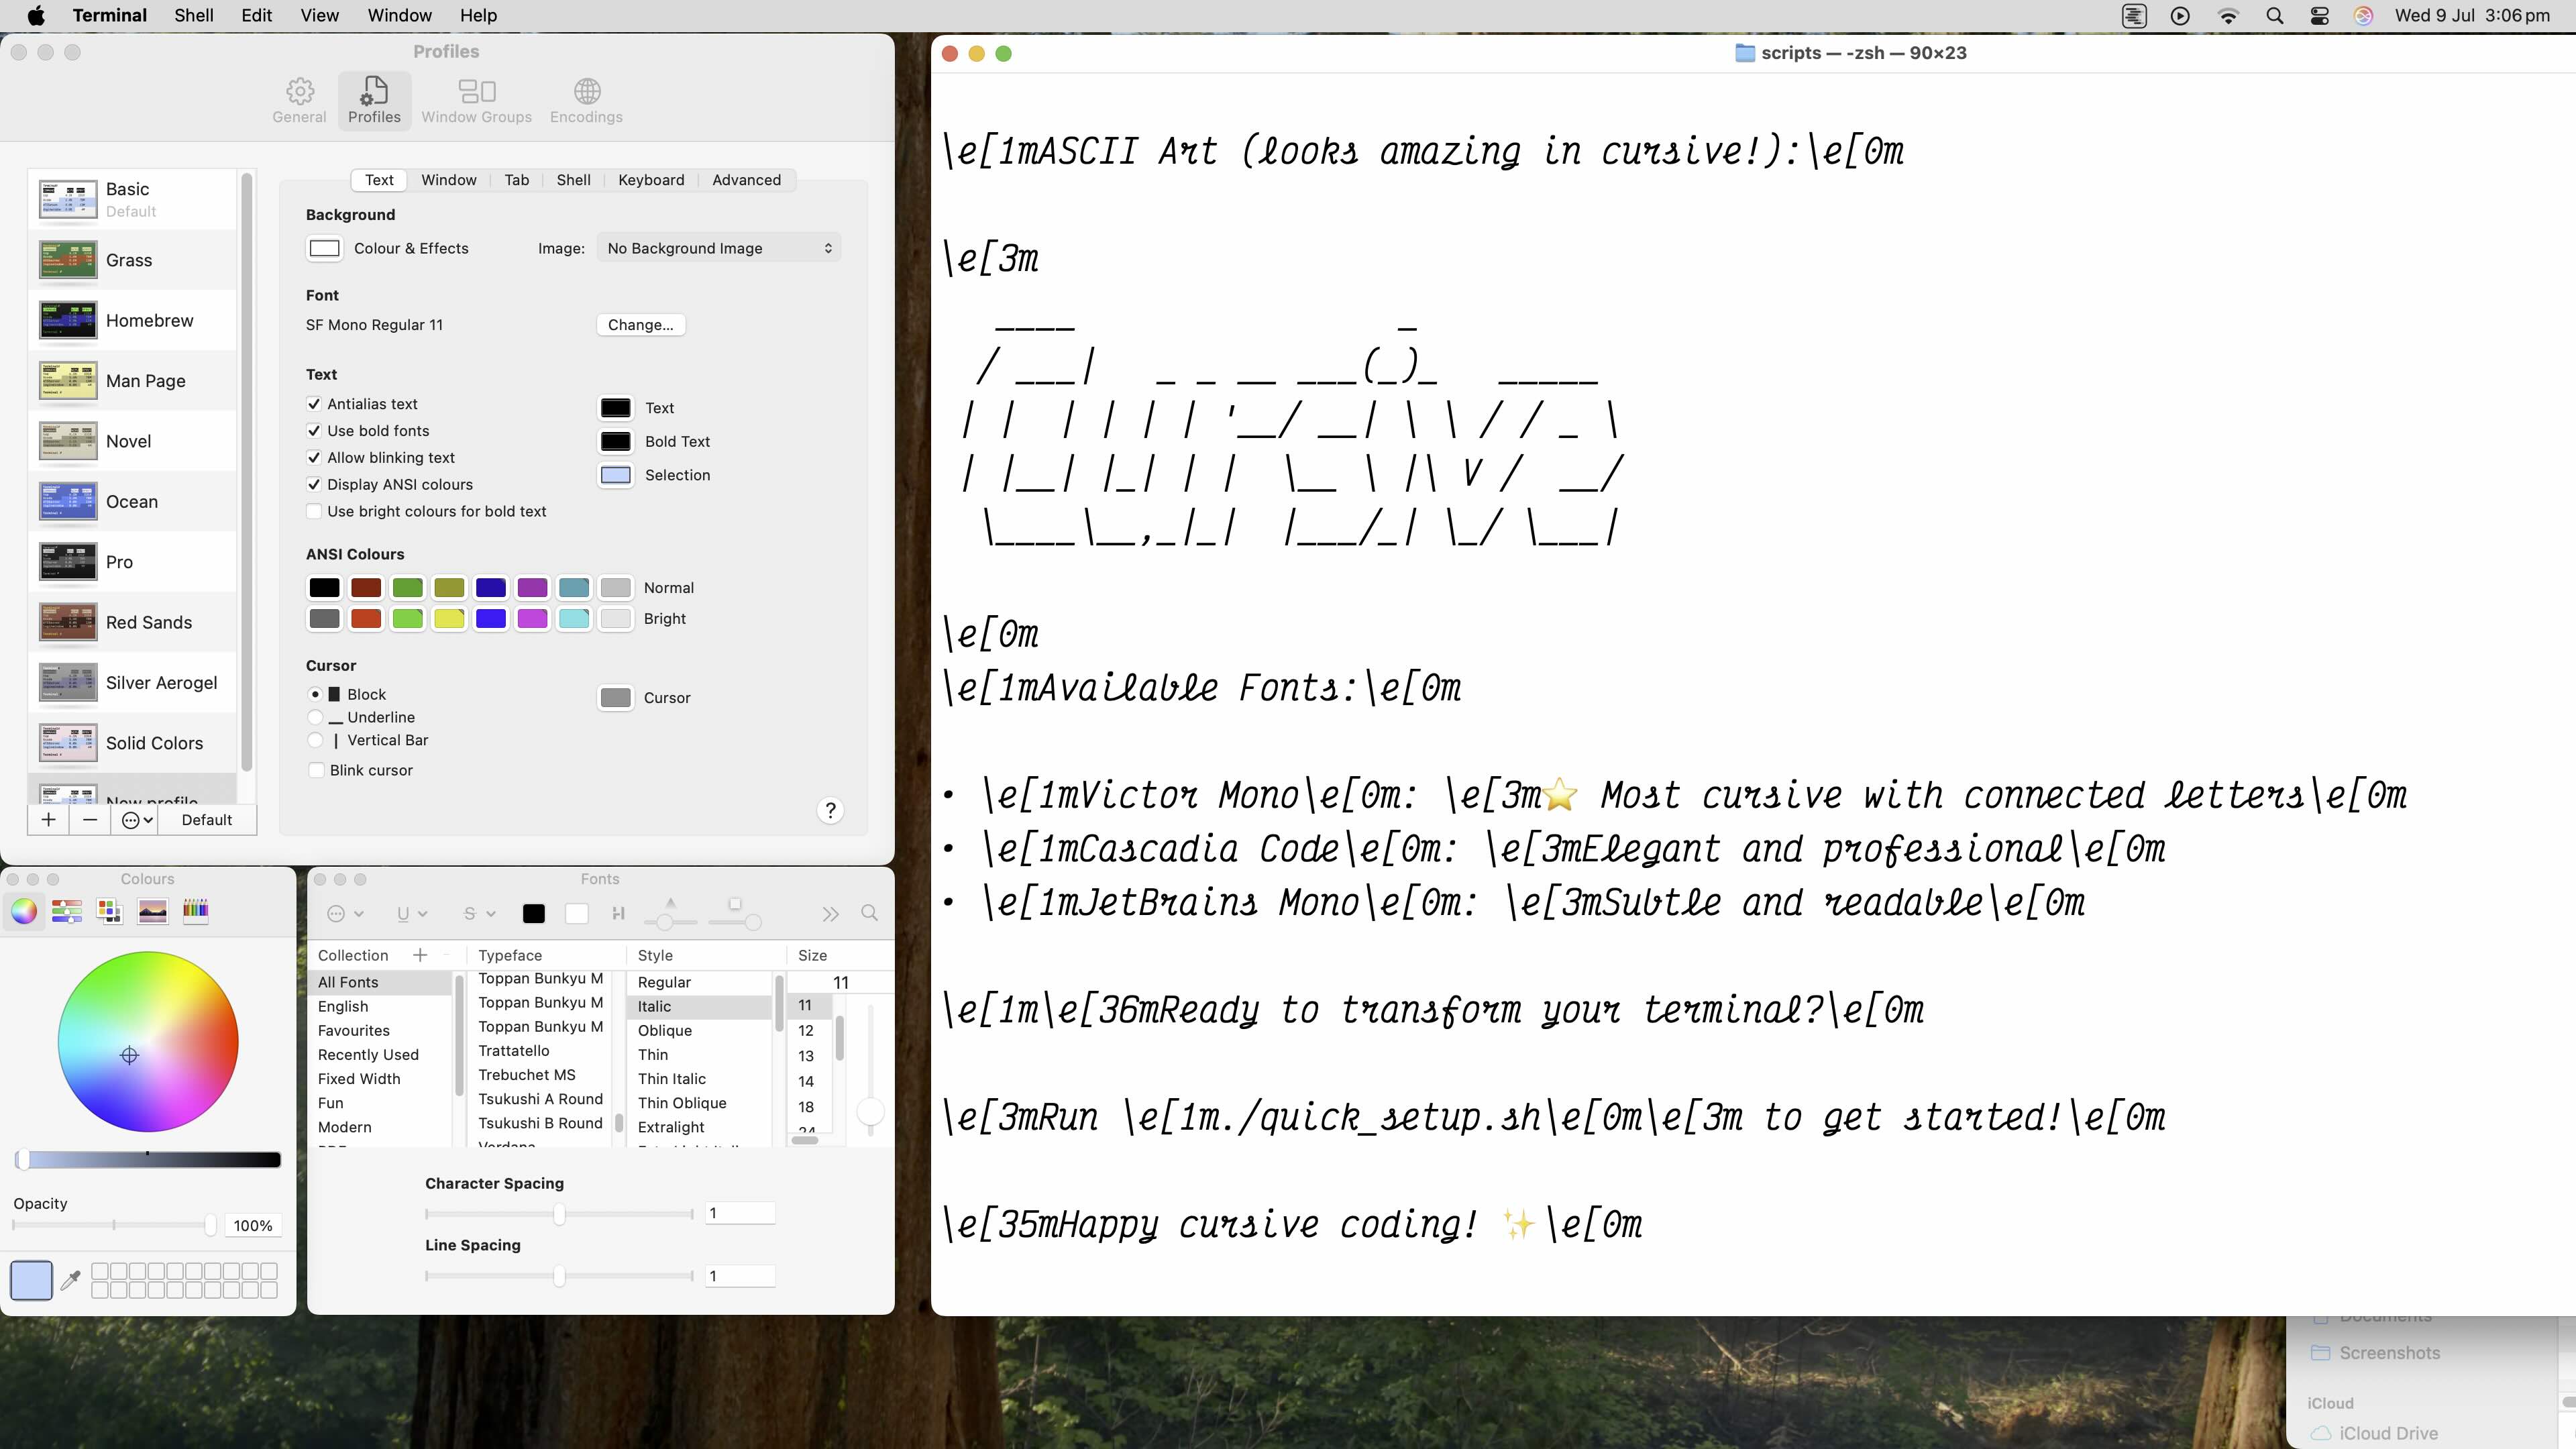 Terminal Shell Edit View Window Help
Wed 9 Jul 3:06 pm
Profiles
General Profiles Window Groups Encodings
Basic
Default
Grass
Homebrew
Man Page
Novel
Ocean
Pro
Red Sands
Silver Aerogel
Solid Colors
New profile
Default
Text Window Tab Shell Keyboard Advanced
Background
Colour & Effects Image: No Background Image
Font
SF Mono Regular 11 Change...
Text
Antialias text
Use bold fonts
Allow blinking text
Display ANSI colours
Use bright colours for bold text
Text
Bold Text
Selection
ANSI Colours
Normal
Bright
Cursor
Block
Underline
Vertical Bar
Blink cursor
Cursor
?
Colours
Opacity
100%
Fonts
Collection Typeface Style Size
All Fonts
English
Favourites
Recently Used
Fixed Width
Fun
Modern
Toppan Bunkyu M
Toppan Bunkyu M
Toppan Bunkyu M
Trattatello
Trebuchet MS
Tsukushi A Round
Tsukushi B Round
Verdana
Regular
Italic
Oblique
Thin
Thin Italic
Thin Oblique
Extralight
11
11
12
13
14
18
24
Character Spacing
1
Line Spacing
1
scripts — -zsh — 90×23
\e[1mASCII Art (looks amazing in cursive!):\e[0m
\e[3m
   ____                _
  / ___|   _ _ __ ___(_)_   _____
 | |  | | | | '__/ __| \ \ / / _ \
 | |__| |_| | |  \__ \ |\ V /  __/
  \____\__,_|_|  |___/_| \_/ \___|
\e[0m
\e[1mAvailable Fonts:\e[0m
• \e[1mVictor Mono\e[0m: \e[3m⭐ Most cursive with connected letters\e[0m
• \e[1mCascadia Code\e[0m: \e[3mElegant and professional\e[0m
• \e[1mJetBrains Mono\e[0m: \e[3mSubtle and readable\e[0m
\e[1m\e[36mReady to transform your terminal?\e[0m
\e[3mRun \e[1m./quick_setup.sh\e[0m\e[3m to get started!\e[0m
\e[35mHappy cursive coding! ✨\e[0m
Documents
Screenshots
iCloud
iCloud Drive